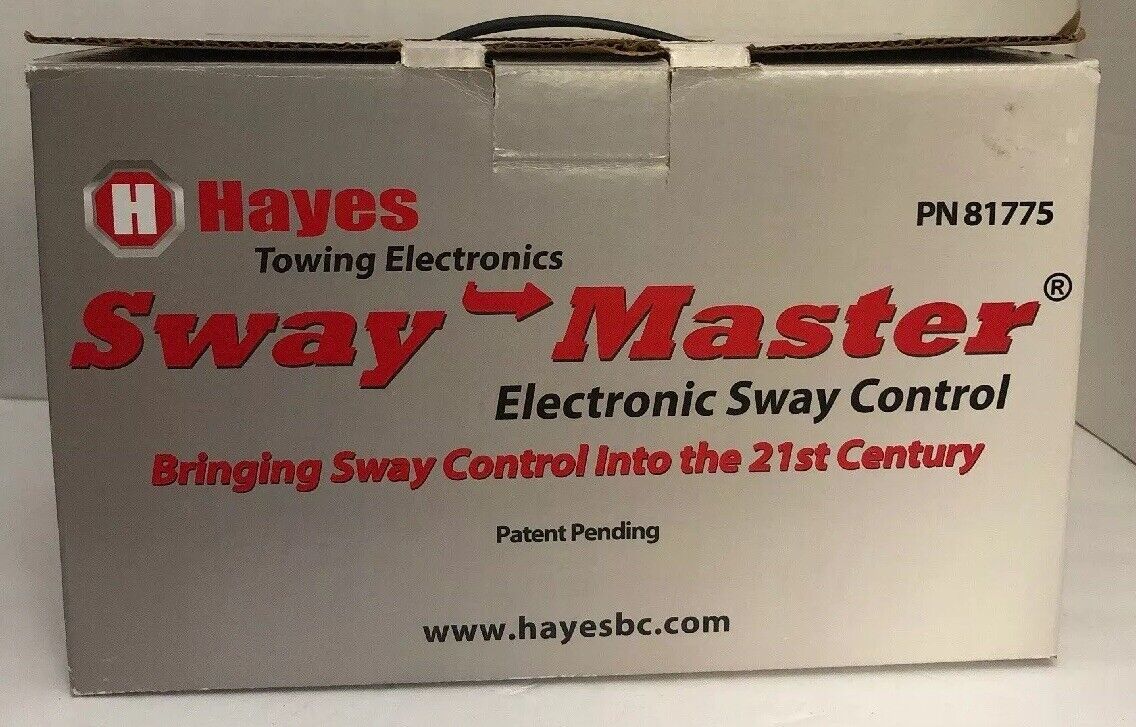 H Hayes
PN 81775
Towing Electronics
Sway Master®
Electronic Sway Control
Bringing Sway Control Into the 21st Century
Patent Pending
www.hayesbc.com